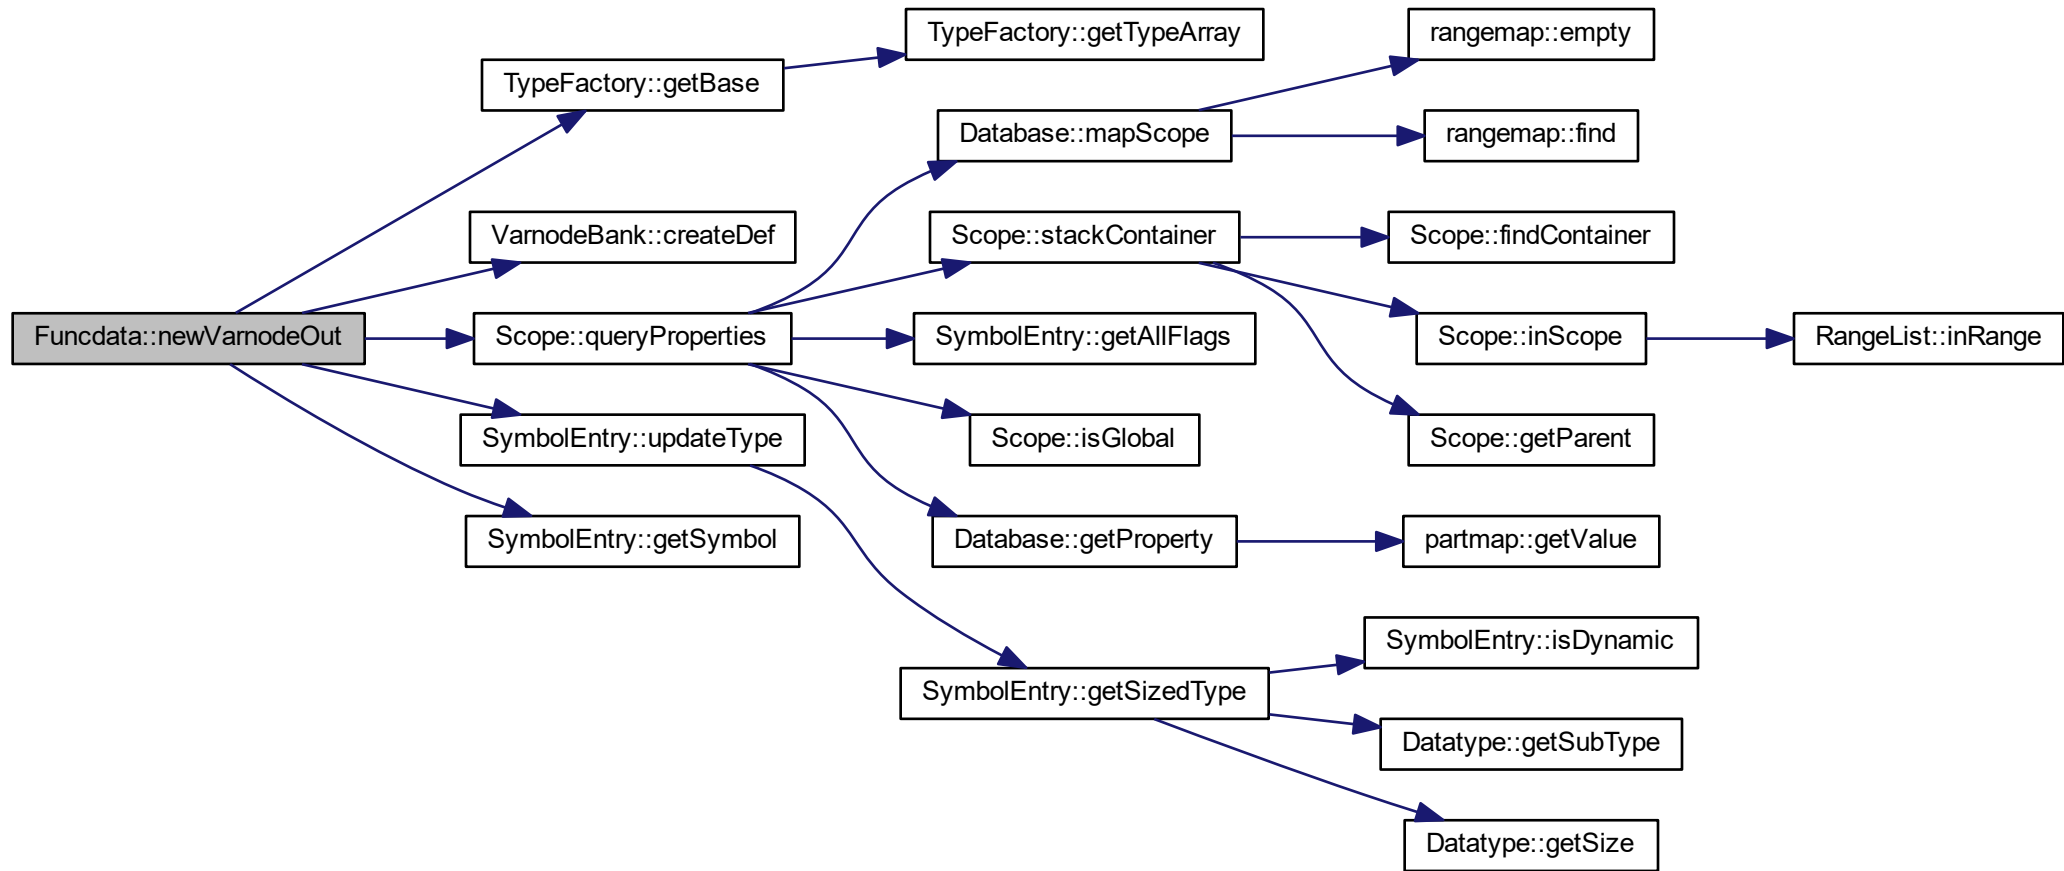 Funcdata::newVarnodeOut
TypeFactory::getBase
TypeFactory::getTypeArray
VarnodeBank::createDef
Scope::queryProperties
Database::mapScope
rangemap::empty
rangemap::find
Scope::stackContainer
Scope::findContainer
Scope::inScope
RangeList::inRange
Scope::getParent
SymbolEntry::getAllFlags
Scope::isGlobal
Database::getProperty
partmap::getValue
SymbolEntry::updateType
SymbolEntry::getSizedType
SymbolEntry::isDynamic
Datatype::getSubType
Datatype::getSize
SymbolEntry::getSymbol